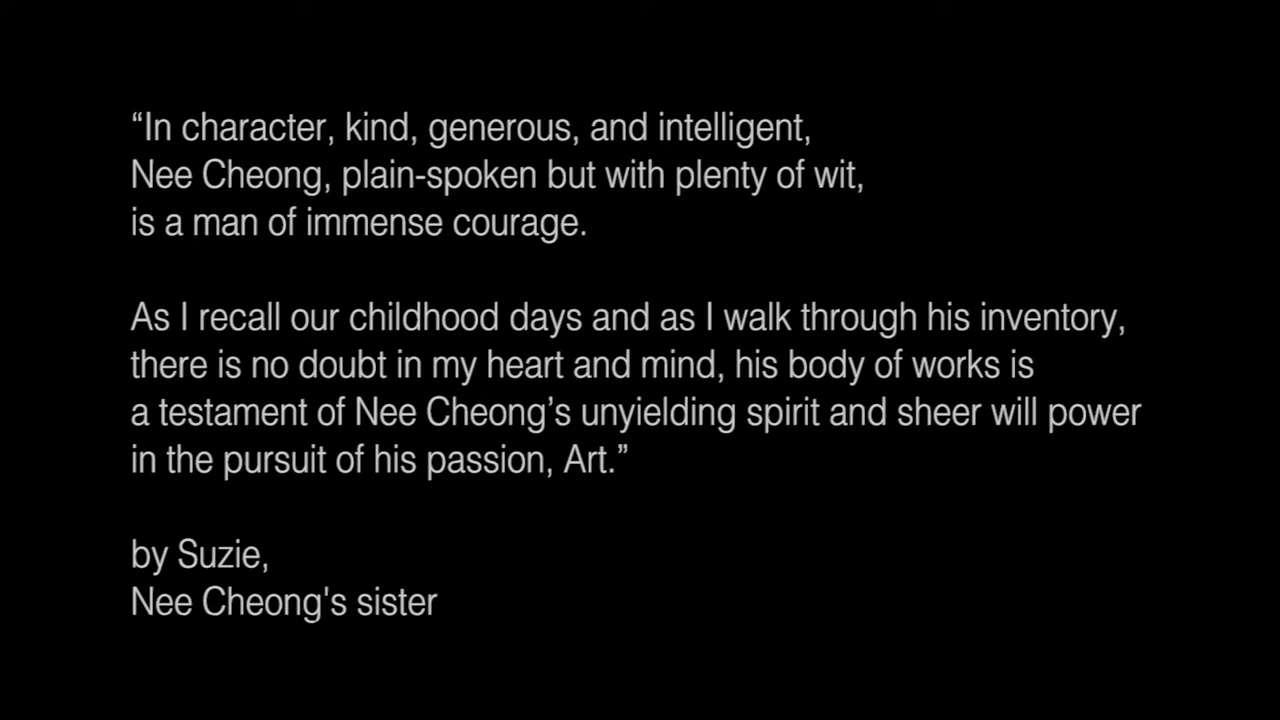 “In character, kind, generous, and intelligent,
Nee Cheong, plain-spoken but with plenty of wit,
is a man of immense courage.
As I recall our childhood days and as I walk through his inventory,
there is no doubt in my heart and mind, his body of works is
a testament of Nee Cheong’s unyielding spirit and sheer will power
in the pursuit of his passion, Art.”
by Suzie,
Nee Cheong's sister